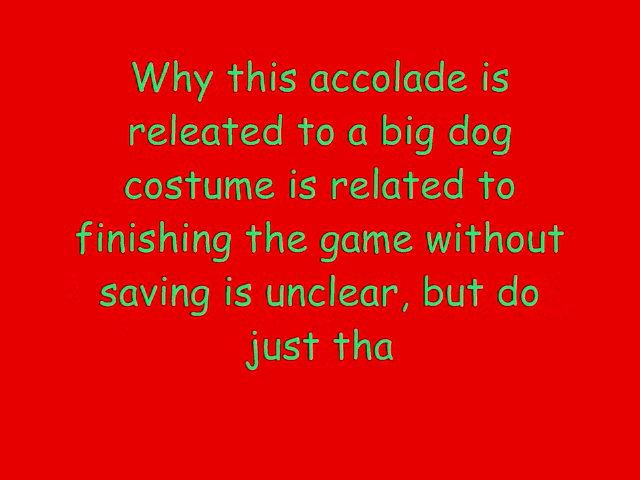 Why this accolade is
releated to a big dog
costume is related to
finishing the game without
saving is unclear, but do
just tha